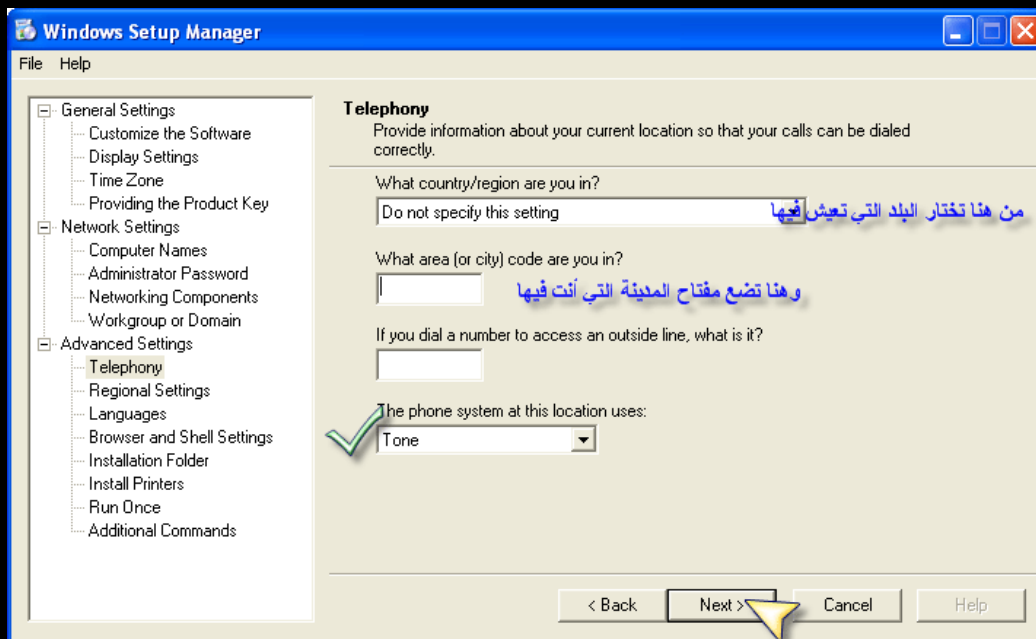 Windows Setup Manager
File Help
General Settings
Customize the Software
Display Settings
Time Zone
Providing the Product Key
Network Settings
Computer Names
Administrator Password
Networking Components
Workgroup or Domain
Advanced Settings
Telephony
Regional Settings
Languages
Browser and Shell Settings
Installation Folder
Install Printers
Run Once
Additional Commands
Telephony
Provide information about your current location so that your calls can be dialed
correctly.
What country/region are you in?
Do not specify this setting
من هنا تختار البلد التي تعيش فيها
What area (or city) code are you in?
وهنا تضع مفتاح المدينة التي أنت فيها
If you dial a number to access an outside line, what is it?
The phone system at this location uses:
Tone
< Back Next > Cancel Help